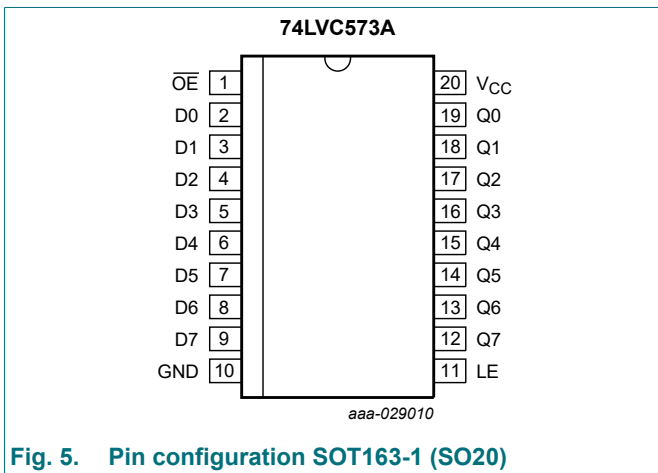 74LVC573A
OE 1 20 VCC
D0 2 19 Q0
D1 3 18 Q1
D2 4 17 Q2
D3 5 16 Q3
D4 6 15 Q4
D5 7 14 Q5
D6 8 13 Q6
D7 9 12 Q7
GND 10 11 LE
aaa-029010
Fig. 5. Pin configuration SOT163-1 (SO20)